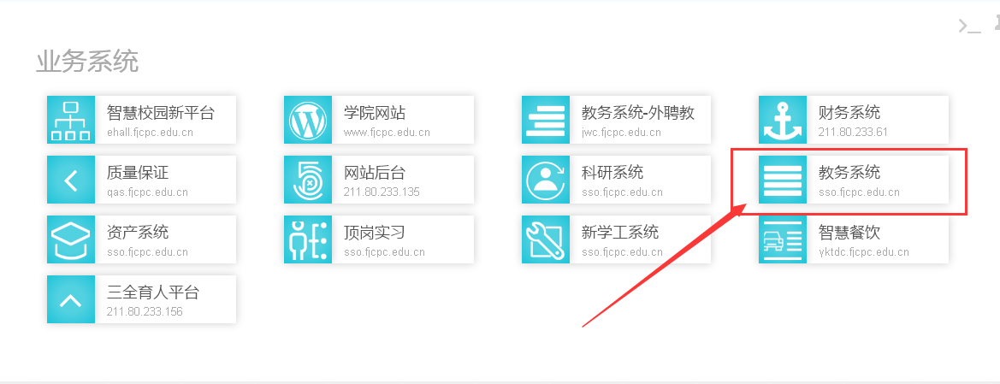 业务系统
智慧校园新平台
ehall.fjcpc.edu.cn
学院网站
www.fjcpc.edu.cn
教务系统-外聘教
jwc.fjcpc.edu.cn
财务系统
211.80.233.61
质量保证
qas.fjcpc.edu.cn
网站后台
211.80.233.135
科研系统
sso.fjcpc.edu.cn
教务系统
sso.fjcpc.edu.cn
资产系统
sso.fjcpc.edu.cn
顶岗实习
sso.fjcpc.edu.cn
新学工系统
sso.fjcpc.edu.cn
智慧餐饮
yktdc.fjcpc.edu.cn
三全育人平台
211.80.233.156